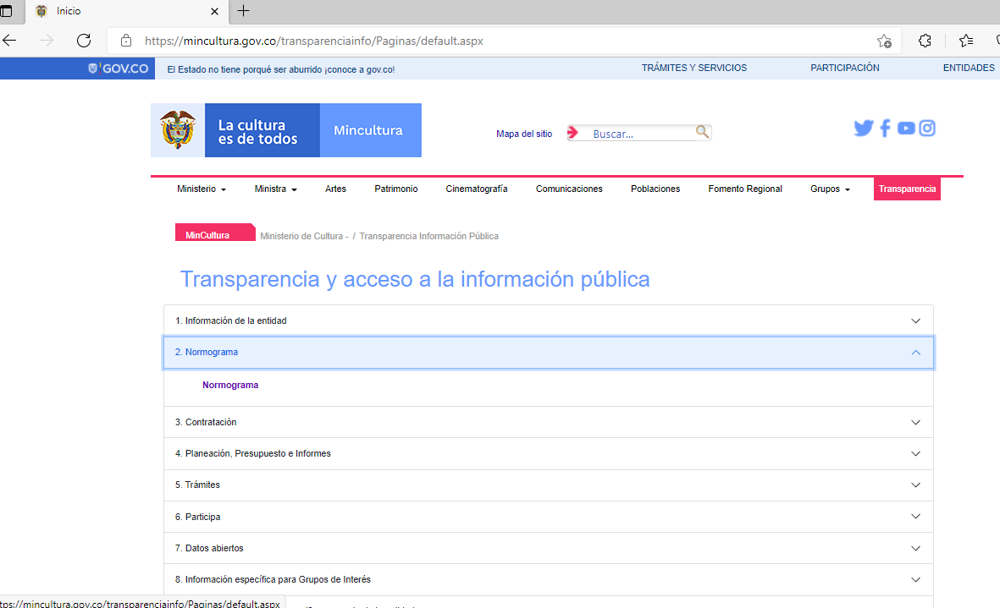 Inicio
https://mincultura.gov.co/transparenciainfo/Paginas/default.aspx
GOV.CO El Estado no tiene porqué ser aburrido ¡conoce a gov.co! TRÁMITES Y SERVICIOS PARTICIPACIÓN ENTIDADES
La cultura
es de todos
Mincultura
Mapa del sitio Buscar...
Ministerio Ministra Artes Patrimonio Cinematografía Comunicaciones Poblaciones Fomento Regional Grupos Transparencia
MinCultura Ministerio de Cultura - / Transparencia Información Pública
Transparencia y acceso a la información pública
1. Información de la entidad
2. Normograma
Normograma
3. Contratación
4. Planeación, Presupuesto e Informes
5. Trámites
6. Participa
7. Datos abiertos
8. Información específica para Grupos de Interés
tps://mincultura.gov.co/transparenciainfo/Paginas/default.aspx